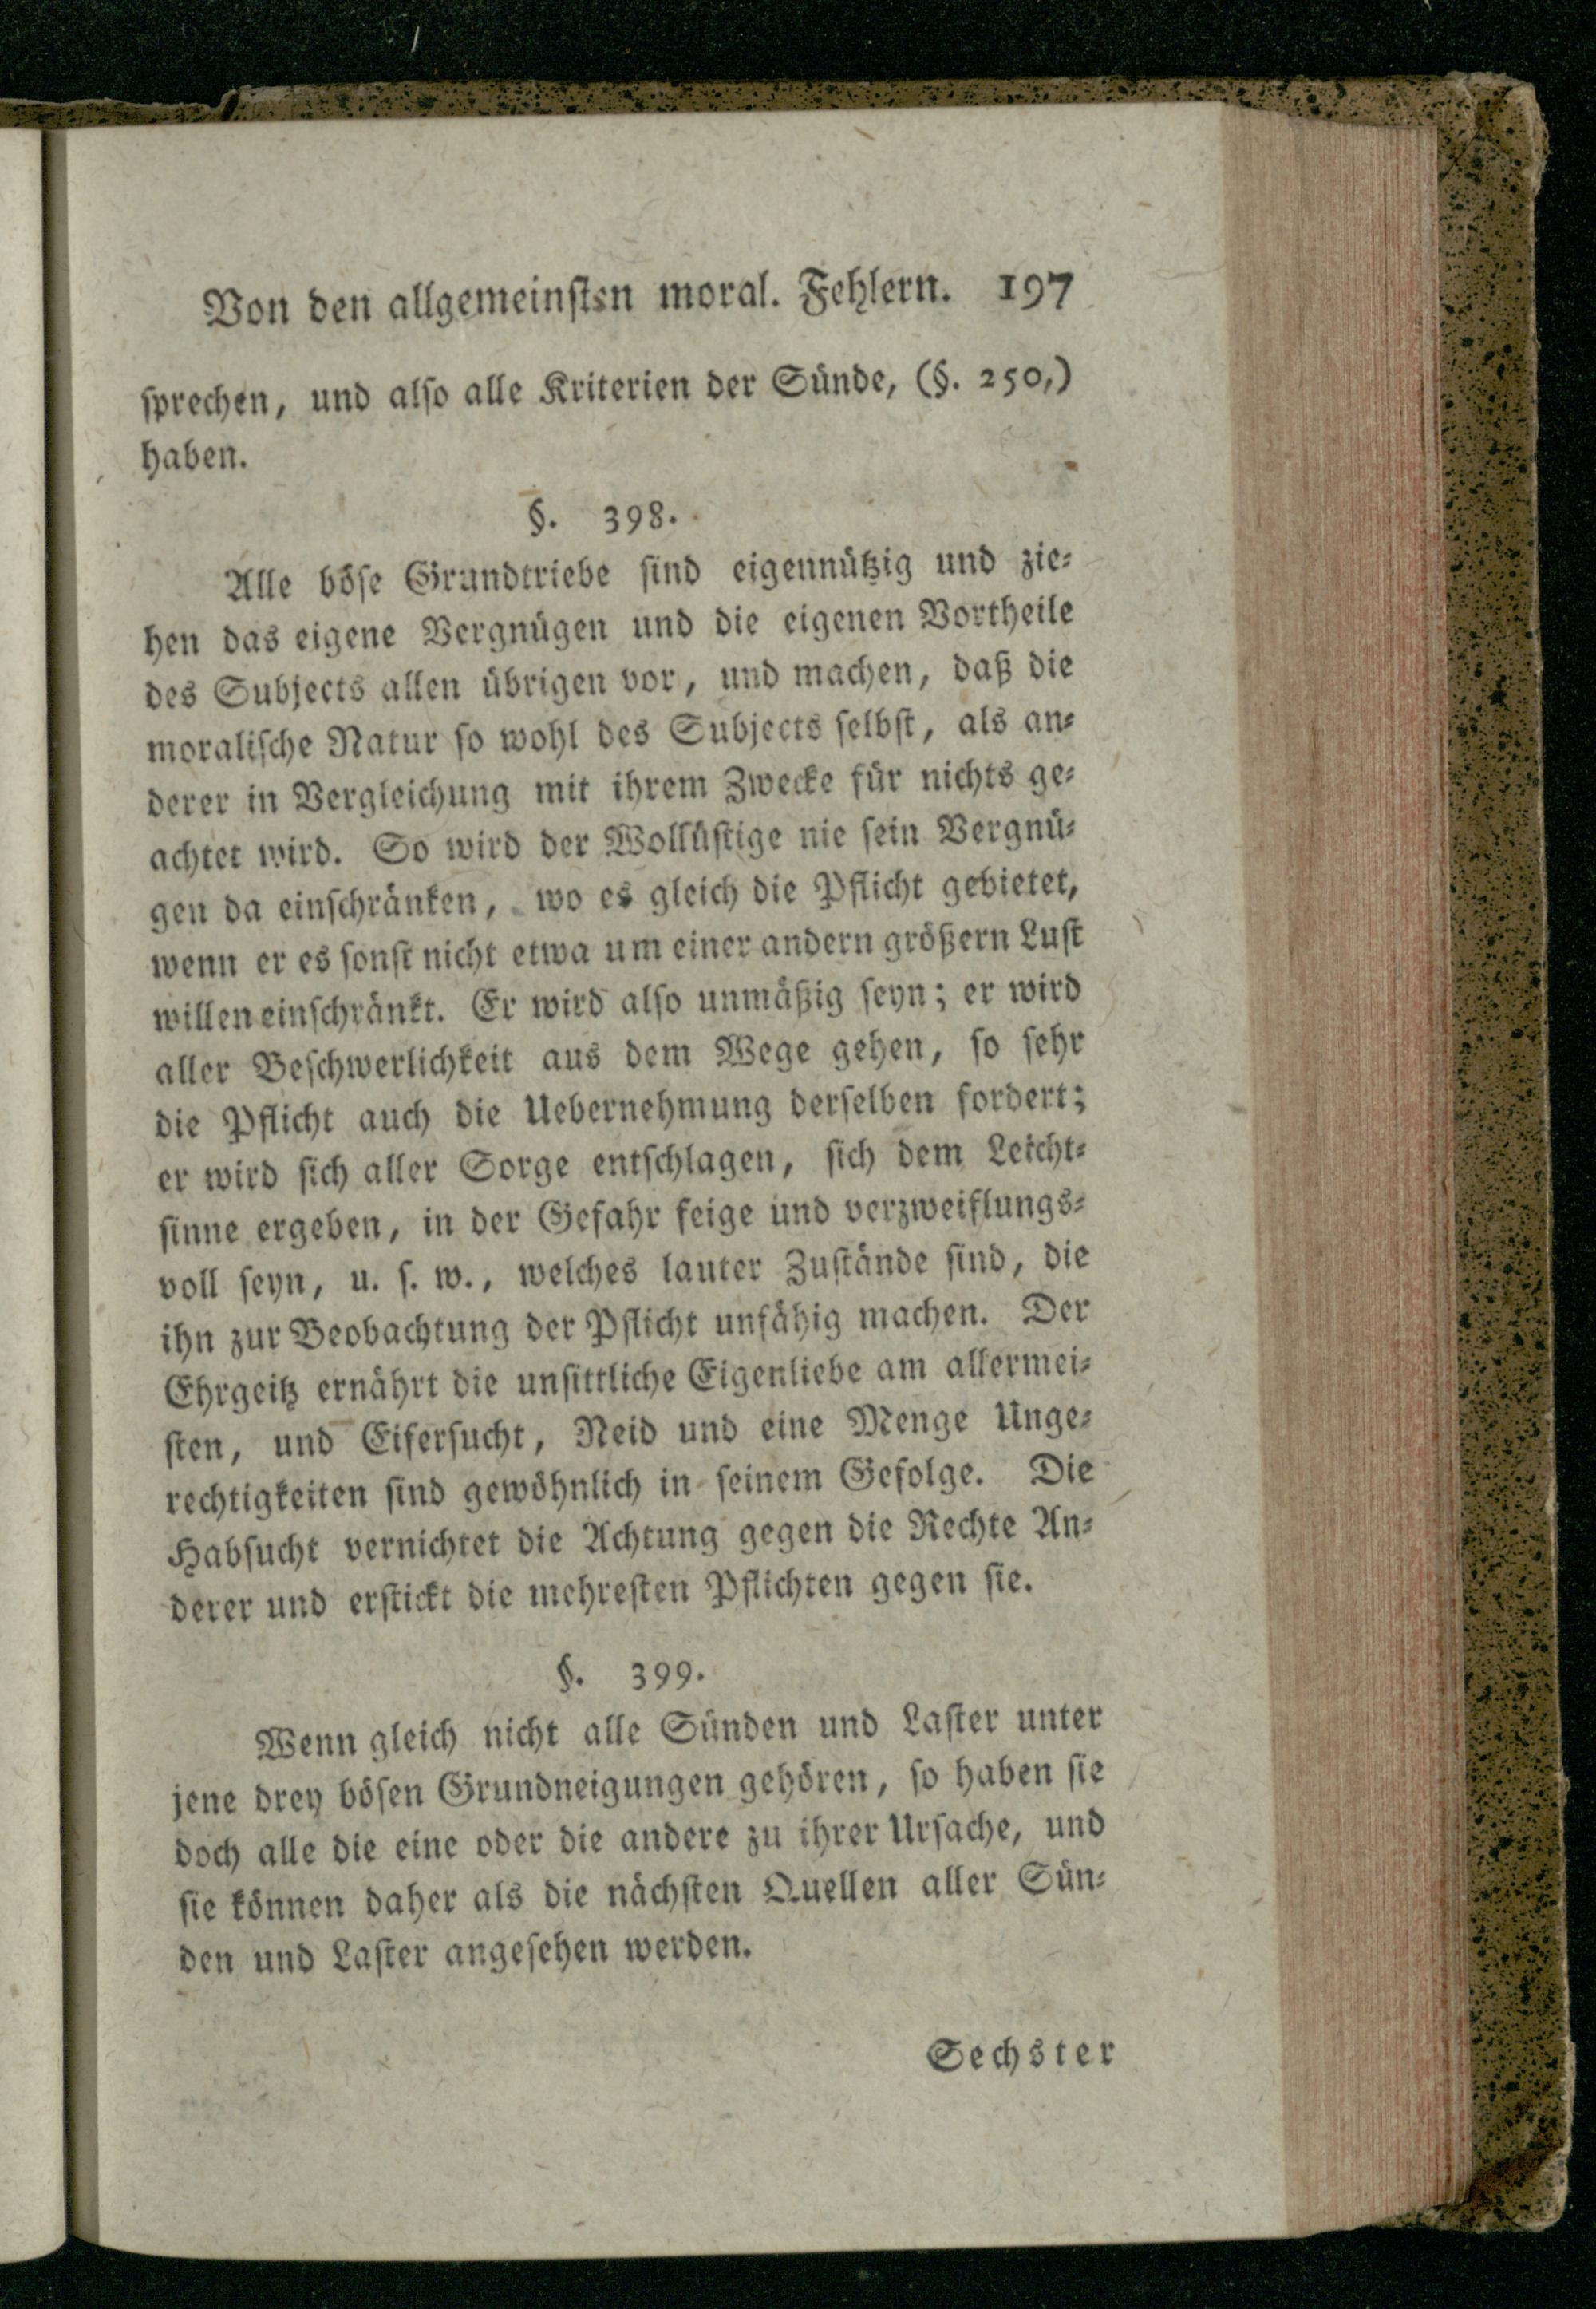 Von den allgemeinsten moral. Fehlern. 197
ſprechen, und alſo alle Kriterien der Sünde, (§. 250,)
haben.
§. 398.
Alle böſe Grundtriebe ſind eigennützig und zie⸗
hen das eigene Vergnügen und die eigenen Vortheile
des Subjects allen übrigen vor, und machen, daß die
moraliſche Natur ſo wohl des Subjects ſelbſt, als an⸗
derer in Vergleichung mit ihrem Zwecke für nichts ge⸗
achtet wird. So wird der Wollüſtige nie ſein Vergnü⸗
gen da einſchränken, wo es gleich die Pflicht gebietet,
wenn er es ſonſt nicht etwa um einer andern größern Luſt
willen einſchränkt. Er wird alſo unmäßig ſeyn; er wird
aller Beſchwerlichkeit aus dem Wege gehen, ſo ſehr
die Pflicht auch die Uebernehmung derſelben fordert;
er wird ſich aller Sorge entſchlagen, ſich dem Leicht⸗
ſinne ergeben, in der Gefahr feige und verzweiflungs⸗
voll ſeyn, u. ſ. w., welches lauter Zuſtände ſind, die
ihn zur Beobachtung der Pflicht unfähig machen. Der
Ehrgeitz ernährt die unſittliche Eigenliebe am allermei⸗
ſten, und Eiferſucht, Neid und eine Menge Unge⸗
rechtigkeiten ſind gewöhnlich in ſeinem Gefolge. Die
Habſucht vernichtet die Achtung gegen die Rechte An⸗
derer und erſtickt die mehreſten Pflichten gegen ſie.
§. 399.
Wenn gleich nicht alle Sünden und Laſter unter
jene drey böſen Grundneigungen gehören, ſo haben ſie
doch alle die eine oder die andere zu ihrer Urſache, und
ſie können daher als die nächſten Quellen aller Sün⸗
den und Laſter angeſehen werden.
Sechster